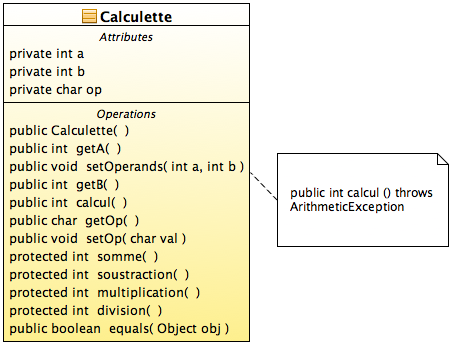 Calculette
Attributes
private int a
private int b
private char op
Operations
public Calculette( )
public int getA( )
public void setOperands( int a, int b )
public int getB( )
public int calcul( )
public char getOp( )
public void setOp( char val )
protected int somme( )
protected int soustraction( )
protected int multiplication( )
protected int division( )
public boolean equals( Object obj )
public int calcul () throws
ArithmeticException